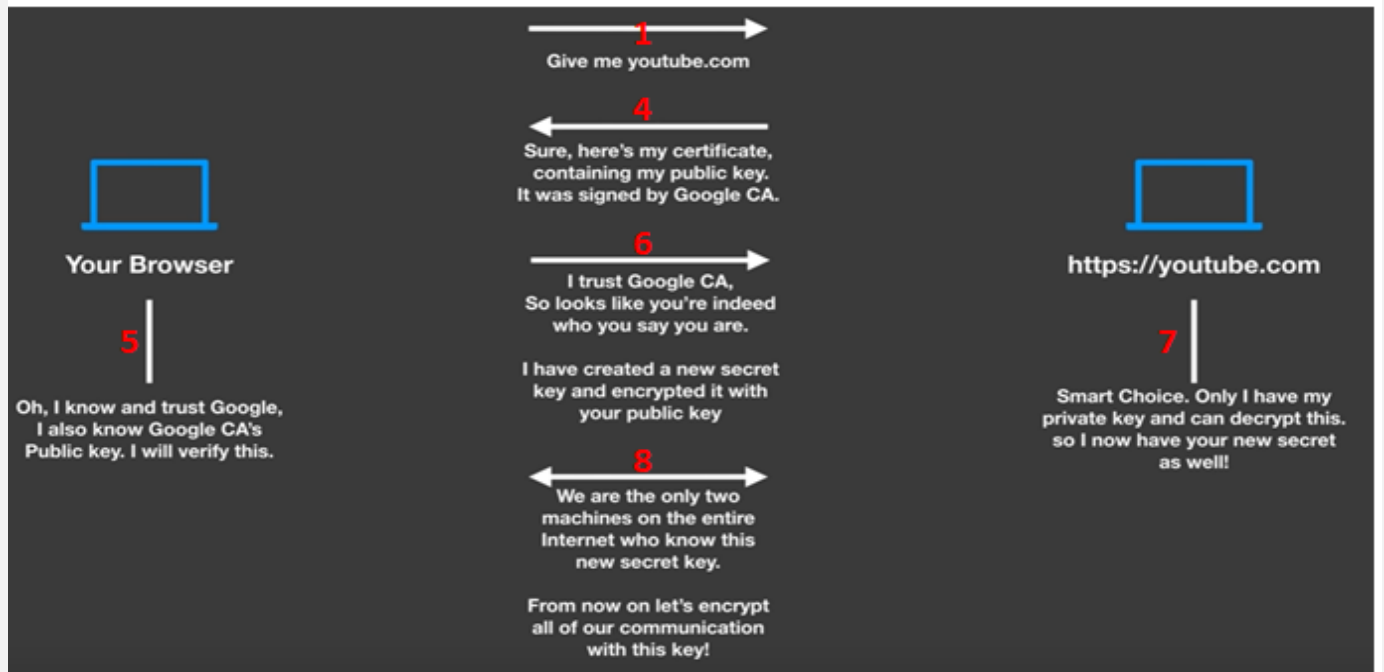 1
Give me youtube.com
4
Sure, here's my certificate,
containing my public key.
It was signed by Google CA.
Your Browser
https://youtube.com
6
I trust Google CA,
So looks like you're indeed
who you say you are.
I have created a new secret
key and encrypted it with
your public key
5
Oh, I know and trust Google,
I also know Google CA's
Public key. I will verify this.
7
Smart Choice. Only I have my
private key and can decrypt this.
so I now have your new secret
as well!
8
We are the only two
machines on the entire
Internet who know this
new secret key.
From now on let's encrypt
all of our communication
with this key!